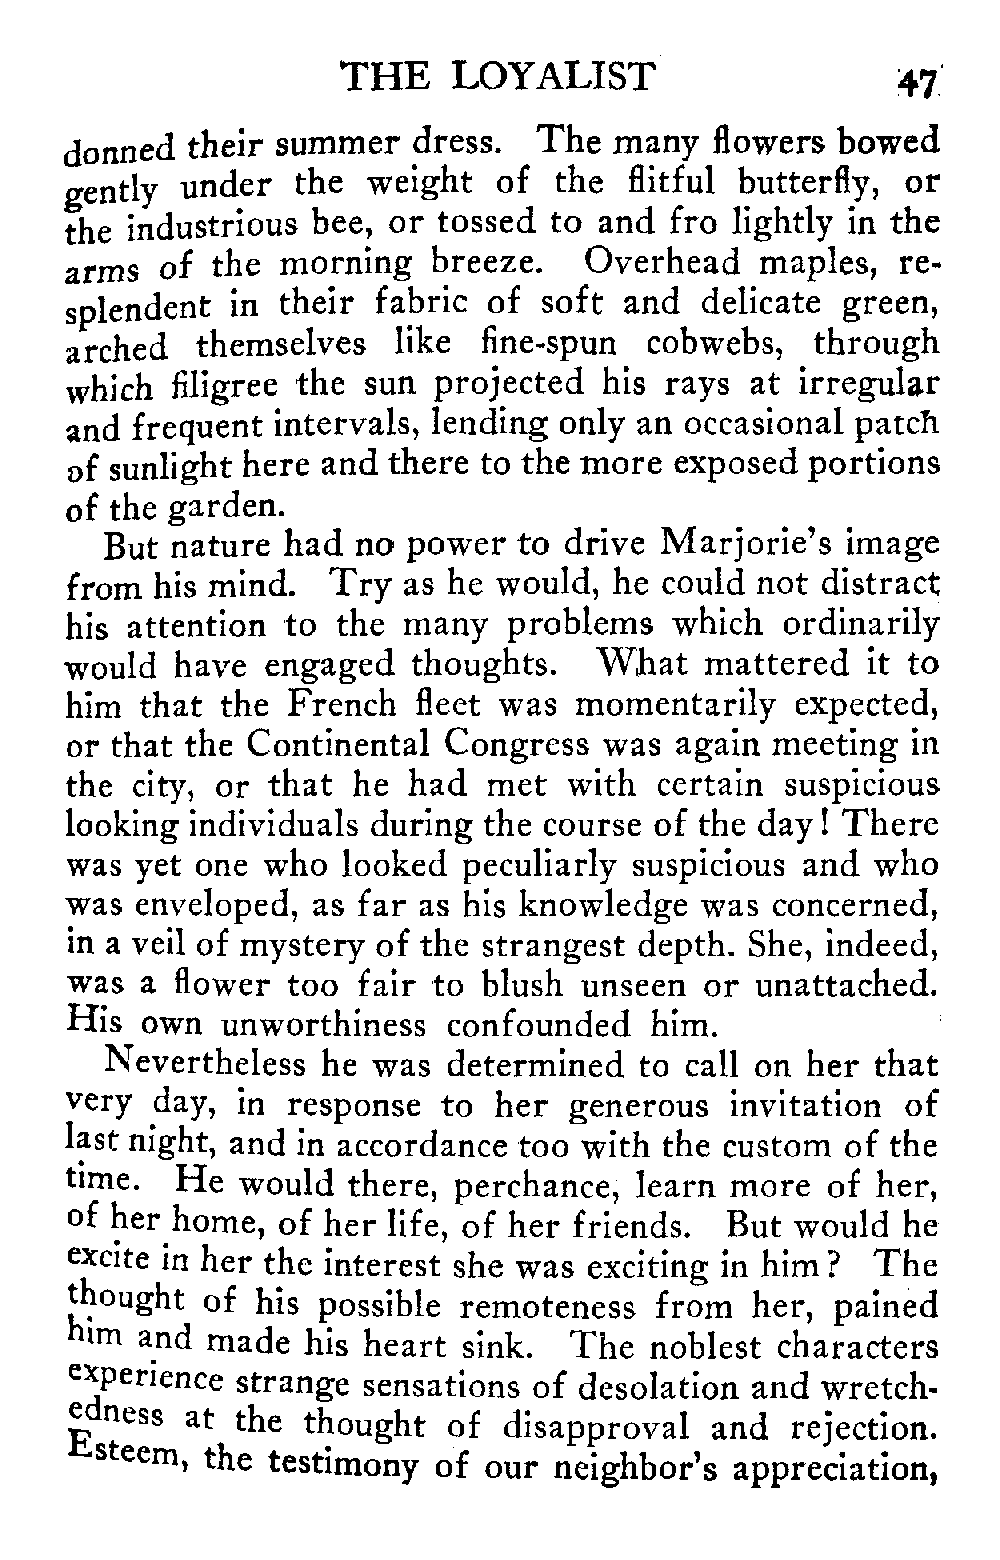 THE LOYALIST 47
donned their summer dress. The many flowers bowed
gently under the weight of the flitful butterfly, or
the industrious bee, or tossed to and fro lightly in the
arms of the morning breeze. Overhead maples, re-
splendent in their fabric of soft and delicate green,
arched themselves like fine-spun cobwebs, through
which filigree the sun projected his rays at irregular
and frequent intervals, lending only an occasional patch
of sunlight here and there to the more exposed portions
of the garden.
But nature had no power to drive Marjorie's image
from his mind. Try as he would, he could not distract
his attention to the many problems which ordinarily
would have engaged thoughts. What mattered it to
him that the French fleet was momentarily expected,
or that the Continental Congress was again meeting in
the city, or that he had met with certain suspicious
looking individuals during the course of the day! There
was yet one who looked peculiarly suspicious and who
was enveloped, as far as his knowledge was concerned,
in a veil of mystery of the strangest depth. She, indeed,
was a flower too fair to blush unseen or unattached.
His own unworthiness confounded him.
Nevertheless he was determined to call on her that
very day, in response to her generous invitation of
last night, and in accordance too with the custom of the
time. He would there, perchance, learn more of her,
of her home, of her life, of her friends. But would he
excite in her the interest she was exciting in him? The
thought of his possible remoteness from her, pained
him and made his heart sink. The noblest characters
experience strange sensations of desolation and wretch-
edness at the thought of disapproval and rejection.
Esteem, the testimony of our neighbor's appreciation,